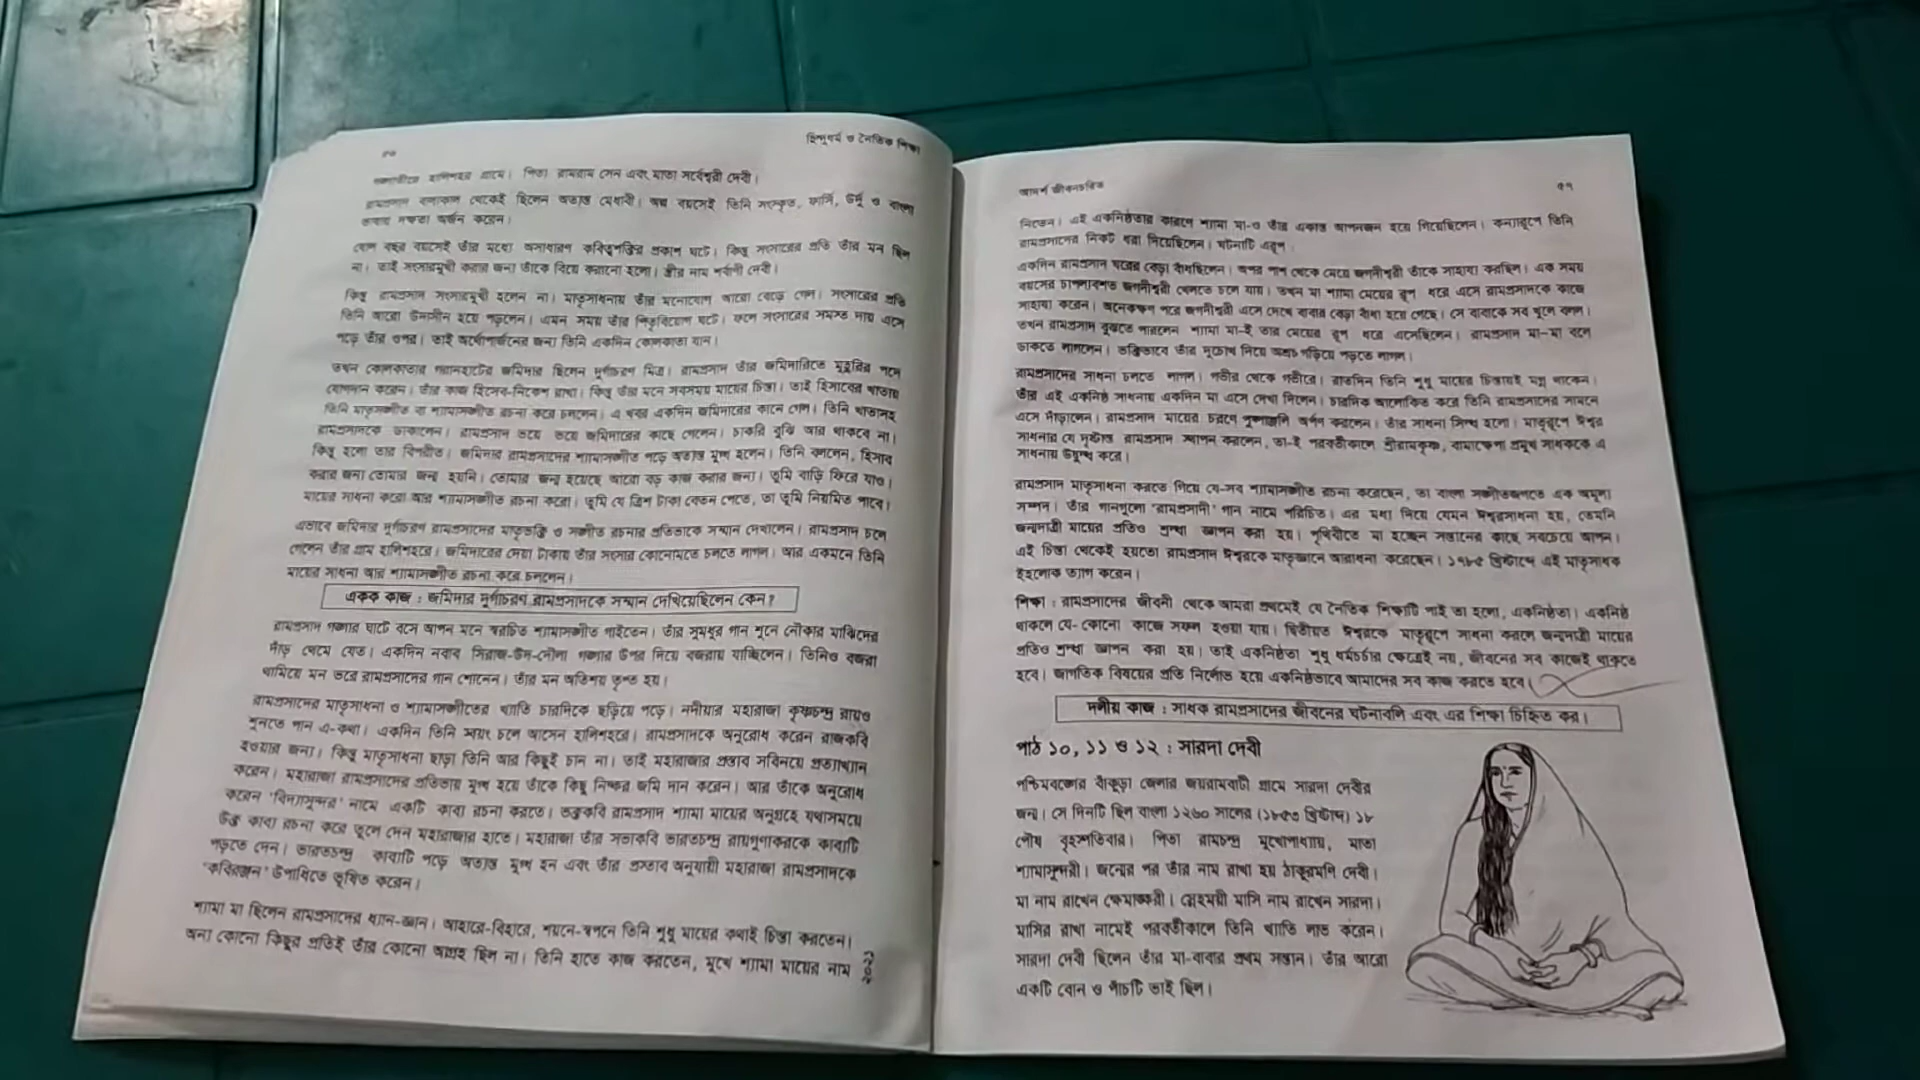 ৫৬
হিন্দুধর্ম ও নৈতিক শিক্ষা
হালিশহর গ্রামে। পিতা রামরাম সেন এবং মাতা সর্বেশ্বরী দেবী।
রামপ্রসাদ বাল্যকাল থেকেই ছিলেন অত্যন্ত মেধাবী। অল্প বয়সেই তিনি সংস্কৃত, ফার্সি, উর্দু ও বাংলা
ভাষায় দক্ষতা অর্জন করেন।
ষোল বছর বয়সেই তাঁর মধ্যে অসাধারণ কবিত্বশক্তির প্রকাশ ঘটে। কিন্তু সংসারের প্রতি তাঁর মন ছিল
না। তাই সংসারমুখী করার জন্য তাঁকে বিয়ে করানো হলো। স্ত্রীর নাম শর্বাণী দেবী।
কিন্তু রামপ্রসাদ সংসারমুখী হলেন না। মাতৃসাধনায় তাঁর মনোযোগ আরো বেড়ে গেল। সংসারের প্রতি
তিনি আরো উদাসীন হয়ে পড়লেন। এমন সময় তাঁর পিতৃবিয়োগ ঘটে। ফলে সংসারের সমস্ত দায় এসে
পড়ে তাঁর ওপর। তাই অর্থোপার্জনের জন্য তিনি একদিন কোলকাতা যান।
তখন কোলকাতার গরানহাটের জমিদার ছিলেন দুর্গাচরণ মিত্র। রামপ্রসাদ তাঁর জমিদারিতে মুহুরির পদে
যোগদান করেন। তাঁর কাজ হিসেব-নিকেশ রাখা। কিন্তু তাঁর মনে সবসময় মায়ের চিন্তা। তাই হিসাবের খাতায়
তিনি মাতৃসঙ্গীত বা শ্যামাসঙ্গীত রচনা করে চললেন। এ খবর একদিন জমিদারের কানে গেল। তিনি খাতাসহ
রামপ্রসাদকে ডাকালেন। রামপ্রসাদ ভয়ে ভয়ে জমিদারের কাছে গেলেন। চাকরি বুঝি আর থাকবে না।
কিন্তু হলো তার বিপরীত। জমিদার রামপ্রসাদের শ্যামাসঙ্গীত পড়ে অত্যন্ত মুগ্ধ হলেন। তিনি বললেন, হিসাব
করার জন্য তোমার জন্ম হয়নি। তোমার জন্ম হয়েছে আরো বড় কাজ করার জন্য। তুমি বাড়ি ফিরে যাও।
মায়ের সাধনা করো আর শ্যামাসঙ্গীত রচনা করো। তুমি যে ত্রিশ টাকা বেতন পেতে, তা তুমি নিয়মিত পাবে।
এভাবে জমিদার দুর্গাচরণ রামপ্রসাদের মাতৃভক্তি ও সঙ্গীত রচনার প্রতিভাকে সম্মান দেখালেন। রামপ্রসাদ চলে
গেলেন তাঁর গ্রাম হালিশহরে। জমিদারের দেয়া টাকায় তাঁর সংসার কোনোমতে চলতে লাগল। আর একমনে তিনি
মায়ের সাধনা আর শ্যামাসঙ্গীত রচনা করে চললেন।
একক কাজ : জমিদার দুর্গাচরণ রামপ্রসাদকে সম্মান দেখিয়েছিলেন কেন?
রামপ্রসাদ গঙ্গার ঘাটে বসে আপন মনে স্বরচিত শ্যামাসঙ্গীত গাইতেন। তাঁর সুমধুর গান শুনে নৌকার মাঝিদের
দাঁড় থেমে যেত। একদিন নবাব সিরাজ-উদ-দৌলা গঙ্গার উপর দিয়ে বজরায় যাচ্ছিলেন। তিনিও বজরা
থামিয়ে মন ভরে রামপ্রসাদের গান শোনেন। তাঁর মন অতিশয় তৃপ্ত হয়।
রামপ্রসাদের মাতৃসাধনা ও শ্যামাসঙ্গীতের খ্যাতি চারদিকে ছড়িয়ে পড়ে। নদীয়ার মহারাজা কৃষ্ণচন্দ্র রায়ও
শুনতে পান এ-কথা। একদিন তিনি স্বয়ং চলে আসেন হালিশহরে। রামপ্রসাদকে অনুরোধ করেন রাজকবি
হওয়ার জন্য। কিন্তু মাতৃসাধনা ছাড়া তিনি আর কিছুই চান না। তাই মহারাজার প্রস্তাব সবিনয়ে প্রত্যাখ্যান
করেন। মহারাজা রামপ্রসাদের প্রতিভায় মুগ্ধ হয়ে তাঁকে কিছু নিষ্কর জমি দান করেন। আর তাঁকে অনুরোধ
করেন 'বিদ্যাসুন্দর' নামে একটি কাব্য রচনা করতে। ভক্তকবি রামপ্রসাদ শ্যামা মায়ের অনুগ্রহে যথাসময়ে
উক্ত কাব্য রচনা করে তুলে দেন মহারাজার হাতে। মহারাজা তাঁর সভাকবি ভারতচন্দ্র রায়গুণাকরকে কাব্যটি
পড়তে দেন। ভারতচন্দ্র কাব্যটি পড়ে অত্যন্ত মুগ্ধ হন এবং তাঁর প্রস্তাব অনুযায়ী মহারাজা রামপ্রসাদকে
'কবিরঞ্জন' উপাধিতে ভূষিত করেন।
শ্যামা মা ছিলেন রামপ্রসাদের ধ্যান-জ্ঞান। আহারে-বিহারে, শয়নে-স্বপনে তিনি শুধু মায়ের কথাই চিন্তা করতেন।
অন্য কোনো কিছুর প্রতিই তাঁর কোনো আগ্রহ ছিল না। তিনি হাতে কাজ করতেন, মুখে শ্যামা মায়ের নাম
আদর্শ জীবনচরিত
৫৭
নিতেন। এই একনিষ্ঠতার কারণে শ্যামা মা-ও তাঁর একান্ত আপনজন হয়ে গিয়েছিলেন। কন্যারূপে তিনি
রামপ্রসাদের নিকট ধরা দিয়েছিলেন। ঘটনাটি এরূপ :
একদিন রামপ্রসাদ ঘরের বেড়া বাঁধছিলেন। অপর পাশ থেকে মেয়ে জগদীশ্বরী তাঁকে সাহায্য করছিল। এক সময়
বয়সের চাপল্যবশত জগদীশ্বরী খেলতে চলে যায়। তখন মা শ্যামা মেয়ের রূপ ধরে এসে রামপ্রসাদকে কাজে
সাহায্য করেন। অনেকক্ষণ পরে জগদীশ্বরী এসে দেখে বাবার বেড়া বাঁধা হয়ে গেছে। সে বাবাকে সব খুলে বলল।
তখন রামপ্রসাদ বুঝতে পারলেন শ্যামা মা-ই তার মেয়ের রূপ ধরে এসেছিলেন। রামপ্রসাদ মা-মা বলে
ডাকতে লাগলেন। ভক্তিভাবে তাঁর দুচোখ দিয়ে অশ্রু গড়িয়ে পড়তে লাগল।
রামপ্রসাদের সাধনা চলতে লাগল। গভীর থেকে গভীরে। রাতদিন তিনি শুধু মায়ের চিন্তায়ই মগ্ন থাকেন।
তাঁর এই একনিষ্ঠ সাধনায় একদিন মা এসে দেখা দিলেন। চারদিক আলোকিত করে তিনি রামপ্রসাদের সামনে
এসে দাঁড়ালেন। রামপ্রসাদ মায়ের চরণে পুষ্পাঞ্জলি অর্পণ করলেন। তাঁর সাধনা সিদ্ধ হলো। মাতৃরূপে ঈশ্বর
সাধনার যে দৃষ্টান্ত রামপ্রসাদ স্থাপন করলেন, তা-ই পরবর্তীকালে শ্রীরামকৃষ্ণ, বামাক্ষেপা প্রমুখ সাধককে এ
সাধনায় উদ্বুদ্ধ করে।
রামপ্রসাদ মাতৃসাধনা করতে গিয়ে যে-সব শ্যামাসঙ্গীত রচনা করেছেন, তা বাংলা সঙ্গীতজগতে এক অমূল্য
সম্পদ। তাঁর গানগুলো 'রামপ্রসাদী' গান নামে পরিচিত। এর মধ্য দিয়ে যেমন ঈশ্বরসাধনা হয়, তেমনি
জন্মদাত্রী মায়ের প্রতিও শ্রদ্ধা জ্ঞাপন করা হয়। পৃথিবীতে মা হচ্ছেন সন্তানের কাছে সবচেয়ে আপন।
এই চিন্তা থেকেই হয়তো রামপ্রসাদ ঈশ্বরকে মাতৃজ্ঞানে আরাধনা করেছেন। ১৭৮৫ খ্রিষ্টাব্দে এই মাতৃসাধক
ইহলোক ত্যাগ করেন।
শিক্ষা : রামপ্রসাদের জীবনী থেকে আমরা প্রথমেই যে নৈতিক শিক্ষাটি পাই তা হলো, একনিষ্ঠতা। একনিষ্ঠ
থাকলে যে- কোনো কাজে সফল হওয়া যায়। দ্বিতীয়ত ঈশ্বরকে মাতৃরূপে সাধনা করলে জন্মদাত্রী মায়ের
প্রতিও শ্রদ্ধা জ্ঞাপন করা হয়। তাই একনিষ্ঠতা শুধু ধর্মচর্চার ক্ষেত্রেই নয়, জীবনের সব কাজেই থাকতে
হবে। জাগতিক বিষয়ের প্রতি নির্লোভ হয়ে একনিষ্ঠভাবে আমাদের সব কাজ করতে হবে।
দলীয় কাজ : সাধক রামপ্রসাদের জীবনের ঘটনাবলি এবং এর শিক্ষা চিহ্নিত কর।
পাঠ ১০, ১১ ও ১২ : সারদা দেবী
পশ্চিমবঙ্গের বাঁকুড়া জেলার জয়রামবাটী গ্রামে সারদা দেবীর
জন্ম। সে দিনটি ছিল বাংলা ১২৬০ সালের (১৮৫৩ খ্রিষ্টাব্দ) ১৮
পৌষ বৃহস্পতিবার। পিতা রামচন্দ্র মুখোপাধ্যায়, মাতা
শ্যামাসুন্দরী। জন্মের পর তাঁর নাম রাখা হয় ঠাকুরমণি দেবী।
মা নাম রাখেন ক্ষেমাঙ্করী। স্নেহময়ী মাসি নাম রাখেন সারদা।
মাসির রাখা নামেই পরবর্তীকালে তিনি খ্যাতি লাভ করেন।
সারদা দেবী ছিলেন তাঁর মা-বাবার প্রথম সন্তান। তাঁর আরো
একটি বোন ও পাঁচটি ভাই ছিল।